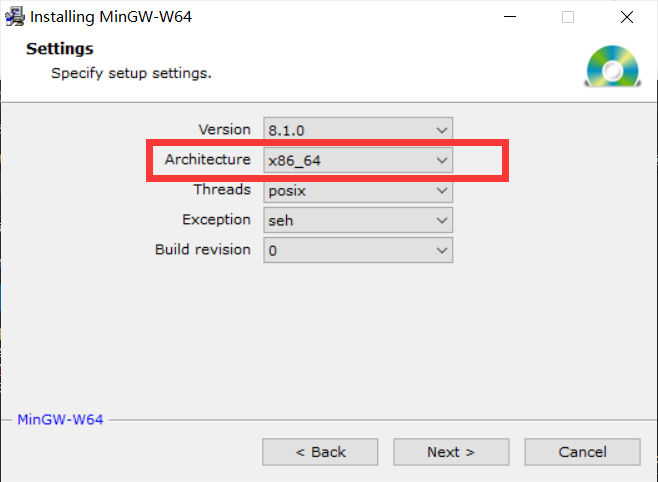 Installing MinGW-W64
Settings
Specify setup settings.
Version 8.1.0
Architecture x86_64
Threads posix
Exception seh
Build revision 0
MinGW-W64
< Back Next > Cancel